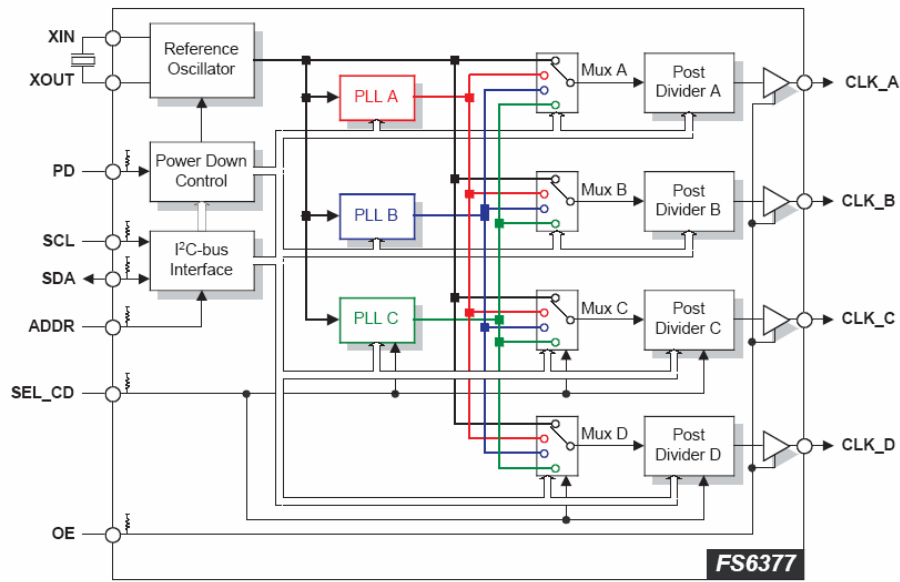 XIN
XOUT
Reference
Oscillator
PD
Power Down
Control
SCL
SDA
I²C-bus
Interface
ADDR
SEL_CD
OE
PLL A
PLL B
PLL C
Mux A
Post
Divider A
CLK_A
Mux B
Post
Divider B
CLK_B
Mux C
Post
Divider C
CLK_C
Mux D
Post
Divider D
CLK_D
FS6377